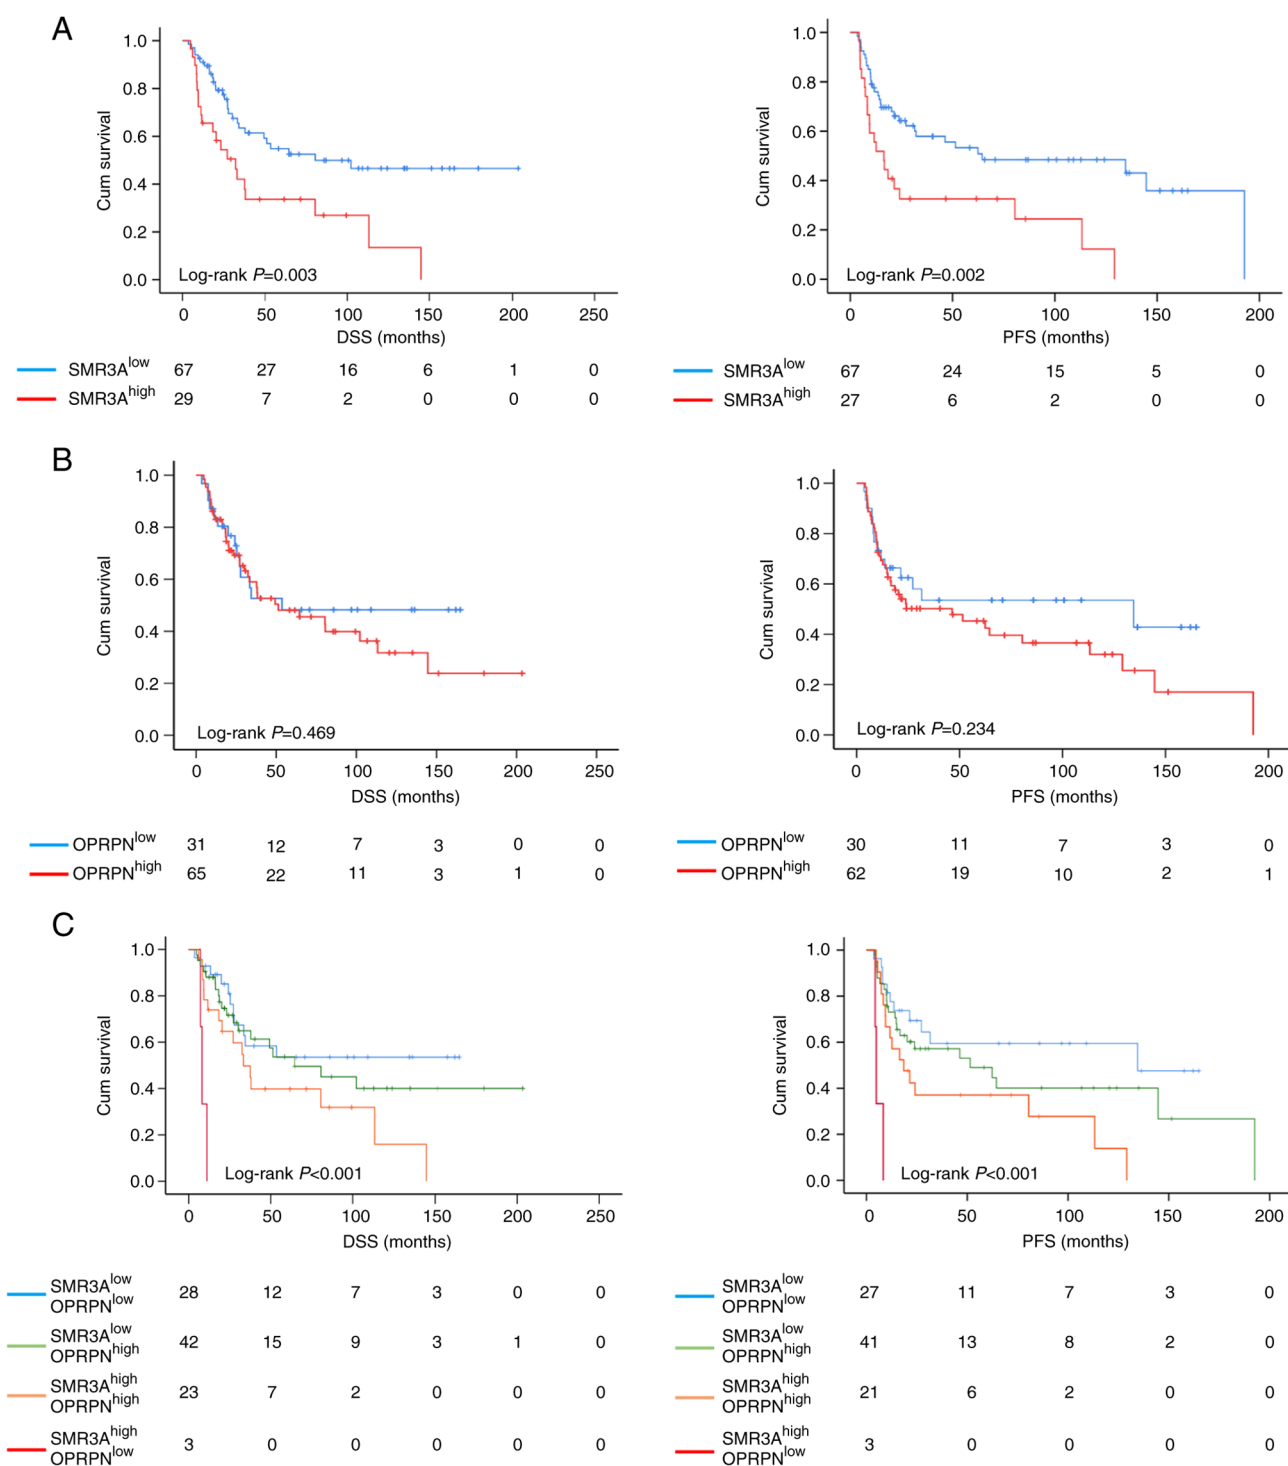 A
1.0
0.8
0.6
0.4
0.2
0.0
Cum survival
Log-rank P=0.003
0 50 100 150 200 250
DSS (months)
SMR3Alow 67 27 16 6 1 0
SMR3Ahigh 29 7 2 0 0 0
1.0
0.8
0.6
0.4
0.2
0.0
Cum survival
Log-rank P=0.002
0 50 100 150 200
PFS (months)
SMR3Alow 67 24 15 5 0
SMR3Ahigh 27 6 2 0 0
B
1.0
0.8
0.6
0.4
0.2
0.0
Cum survival
Log-rank P=0.469
0 50 100 150 200 250
DSS (months)
OPRPNlow 31 12 7 3 0 0
OPRPNhigh 65 22 11 3 1 0
1.0
0.8
0.6
0.4
0.2
0.0
Cum survival
Log-rank P=0.234
0 50 100 150 200
PFS (months)
OPRPNlow 30 11 7 3 0
OPRPNhigh 62 19 10 2 1
C
1.0
0.8
0.6
0.4
0.2
0.0
Cum survival
Log-rank P<0.001
0 50 100 150 200 250
DSS (months)
SMR3Alow
OPRPNlow 28 12 7 3 0 0
SMR3Alow
OPRPNhigh 42 15 9 3 1 0
SMR3Ahigh
OPRPNhigh 23 7 2 0 0 0
SMR3Ahigh
OPRPNlow 3 0 0 0 0 0
1.0
0.8
0.6
0.4
0.2
0.0
Cum survival
Log-rank P<0.001
0 50 100 150 200
PFS (months)
SMR3Alow
OPRPNlow 27 11 7 3 0
SMR3Alow
OPRPNhigh 41 13 8 2 0
SMR3Ahigh
OPRPNhigh 21 6 2 0 0
SMR3Ahigh
OPRPNlow 3 0 0 0 0